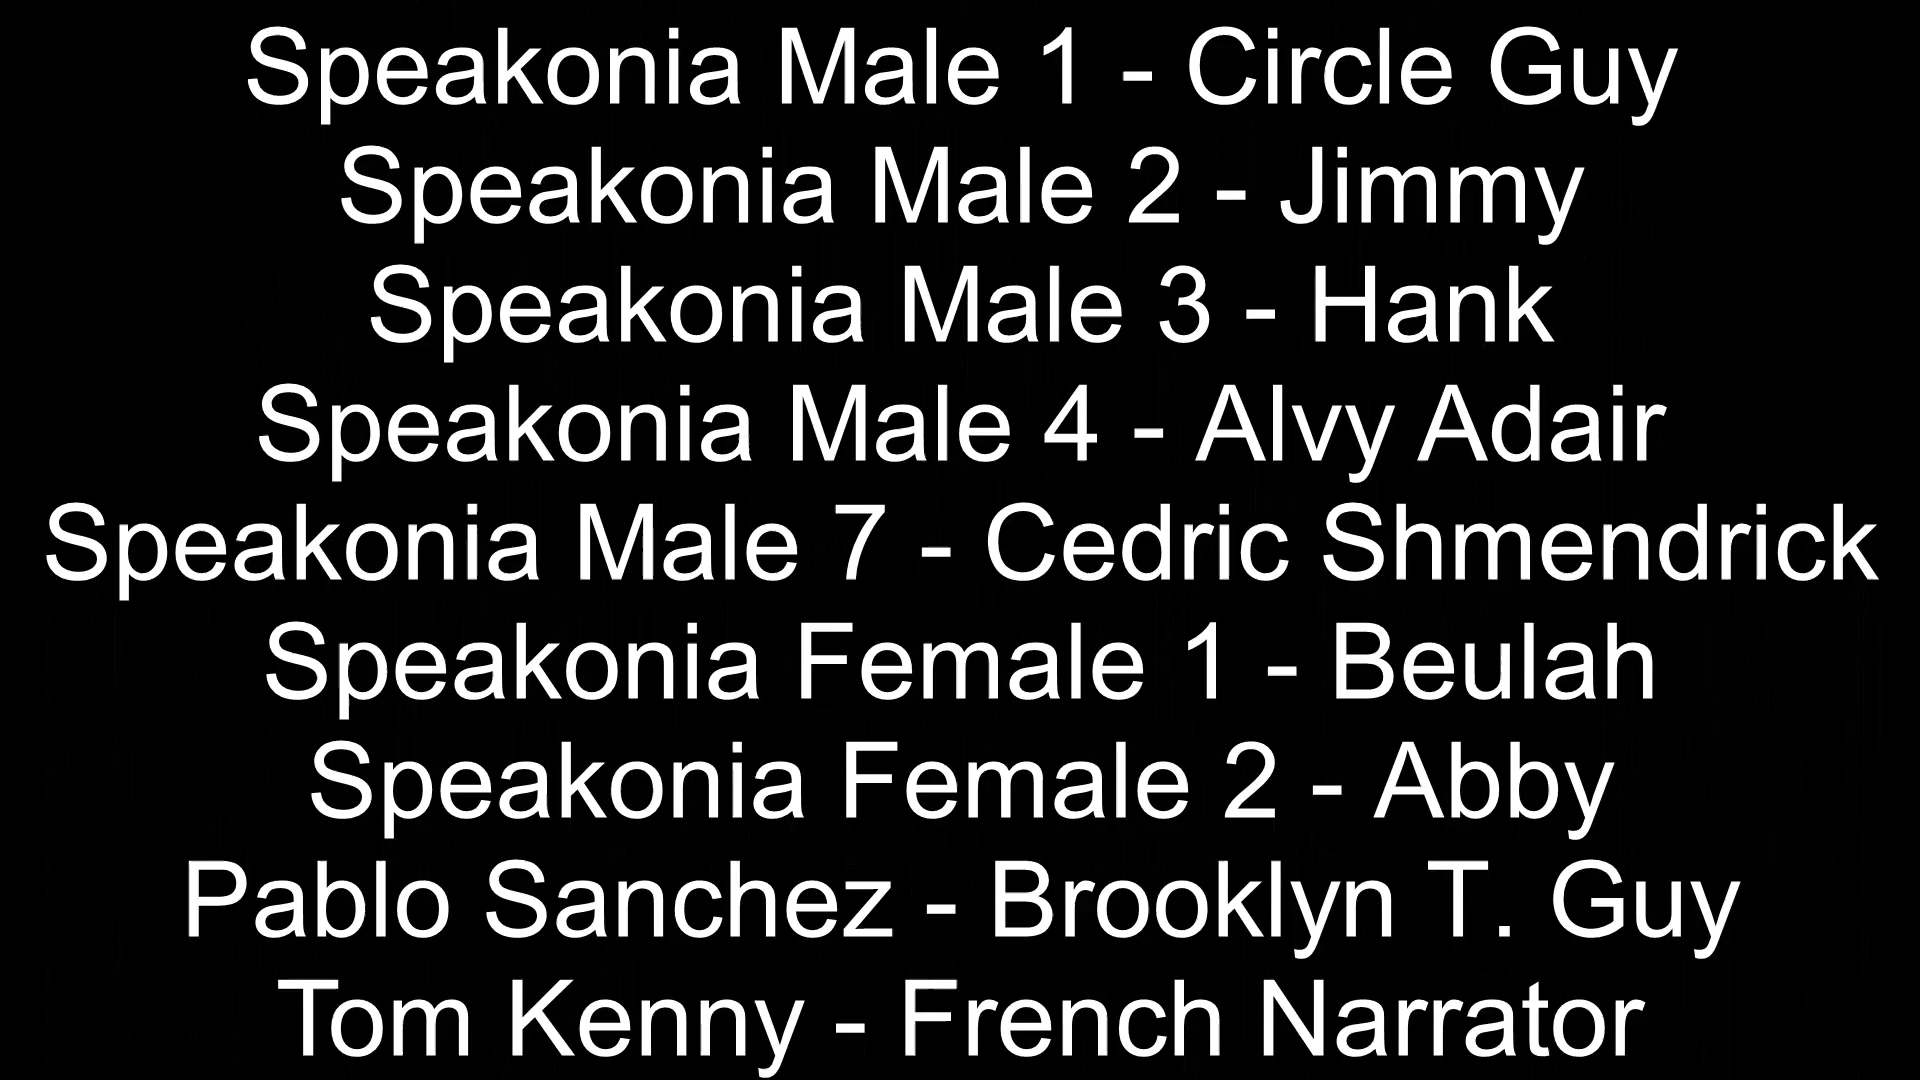 Speakonia Male 1 - Circle Guy
Speakonia Male 2 - Jimmy
Speakonia Male 3 - Hank
Speakonia Male 4 - Alvy Adair
Speakonia Male 7 - Cedric Shmendrick
Speakonia Female 1 - Beulah
Speakonia Female 2 - Abby
Pablo Sanchez - Brooklyn T. Guy
Tom Kenny - French Narrator